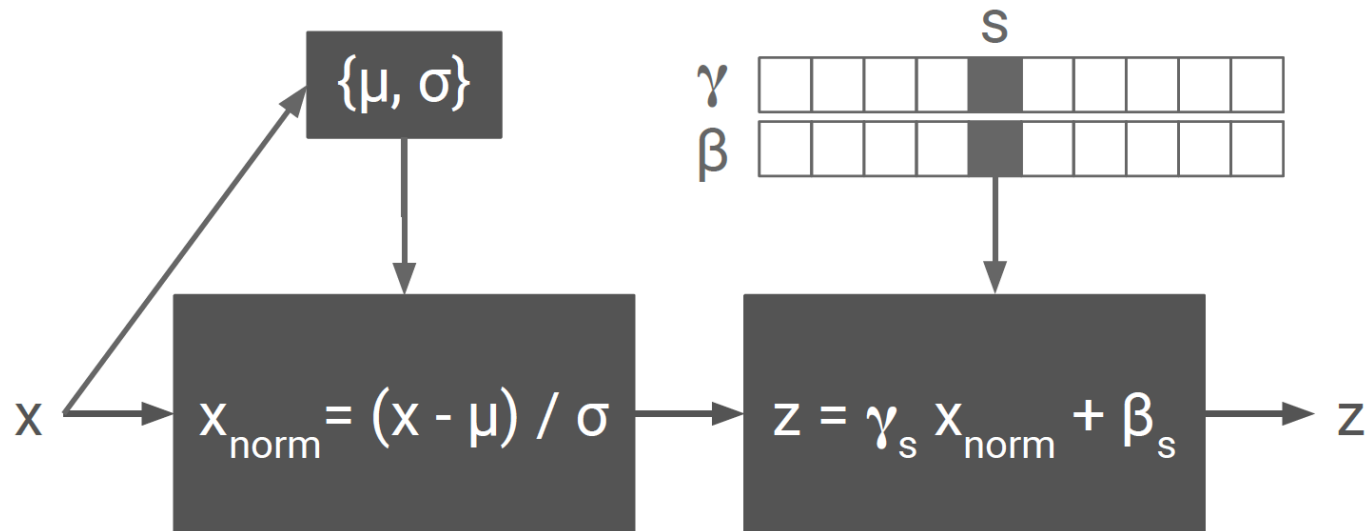 s
{μ, σ}
γ
β
x
x_norm = (x - μ) / σ
z = γ_s x_norm + β_s
z